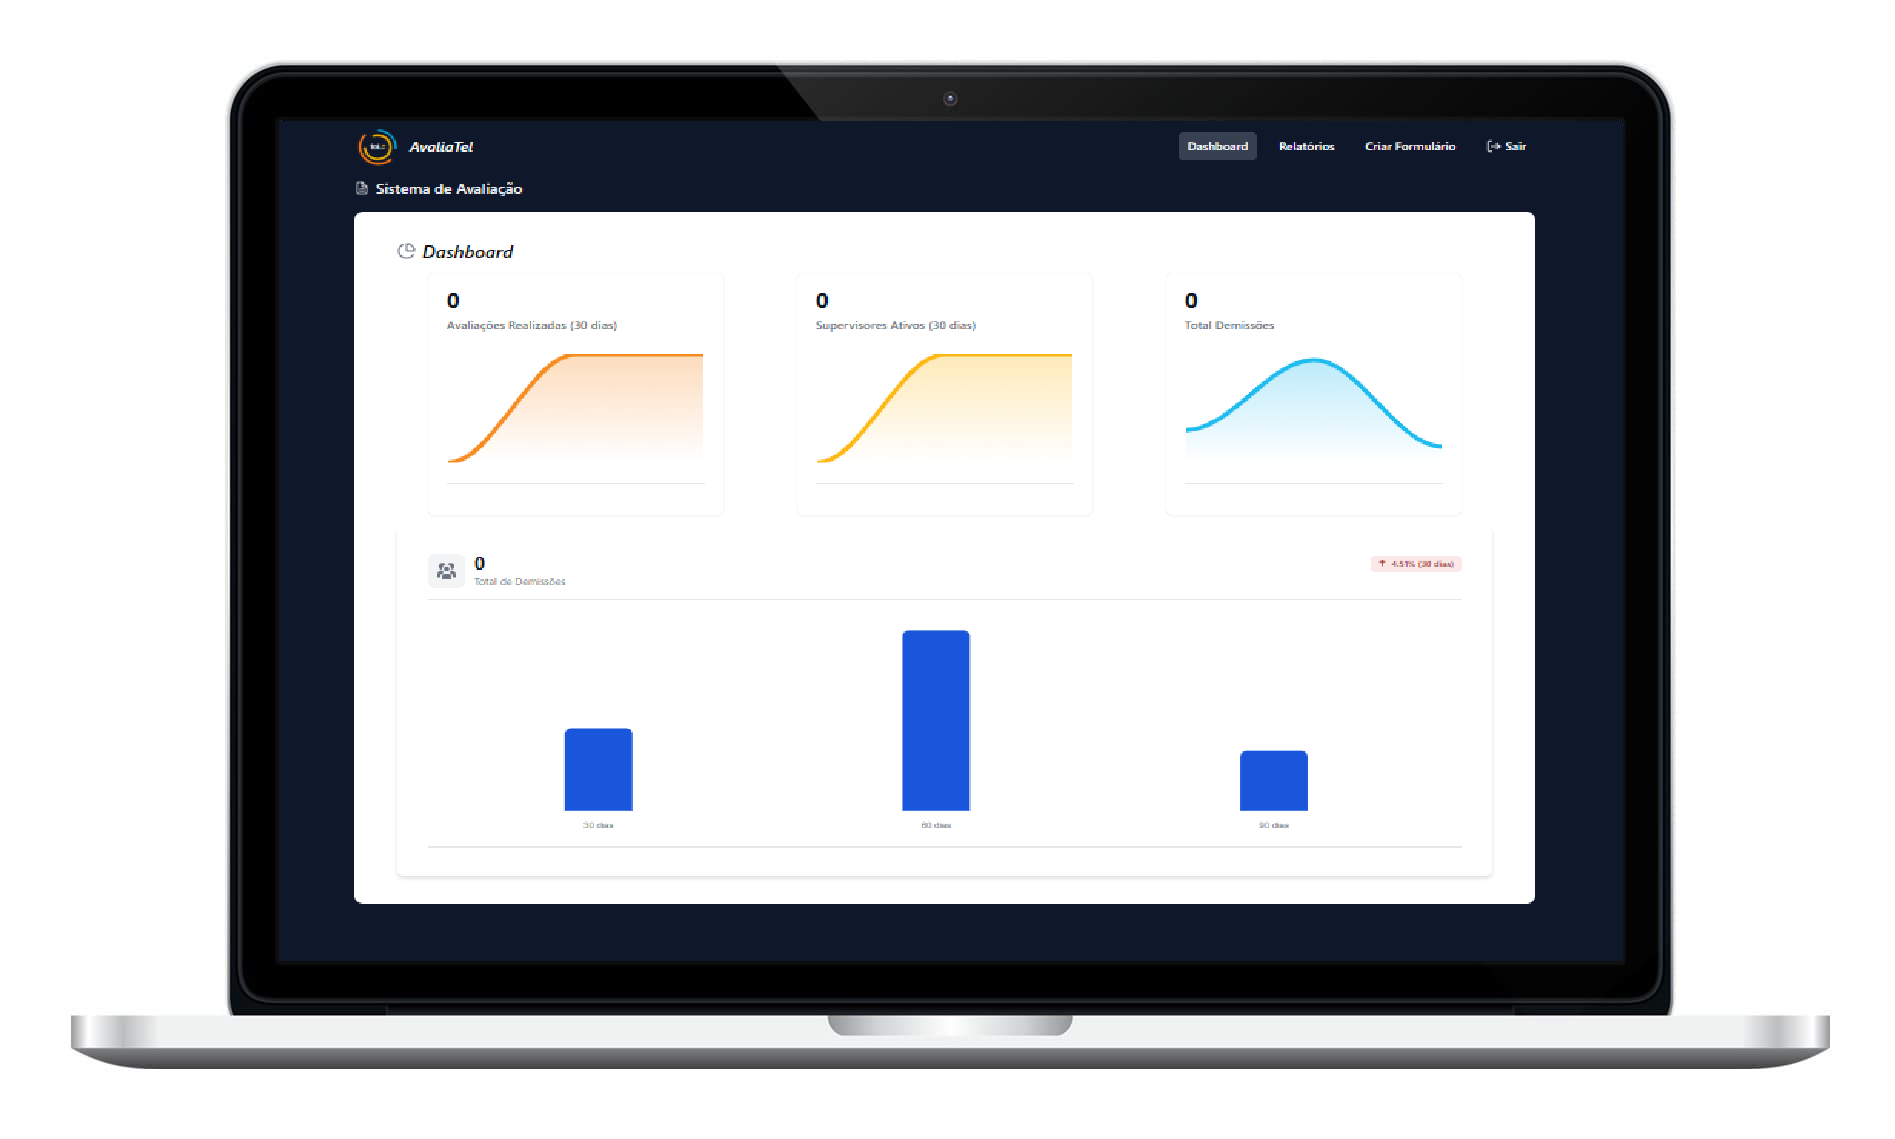 AvaliaTel
Dashboard
Relatórios
Criar Formulário
Sair
Sistema de Avaliação
Dashboard
0
Avaliações Realizadas (30 dias)
0
Supervisores Ativos (30 dias)
0
Total Demissões
0
Total de Demissões
4.51% (30 dias)
30 dias
60 dias
90 dias